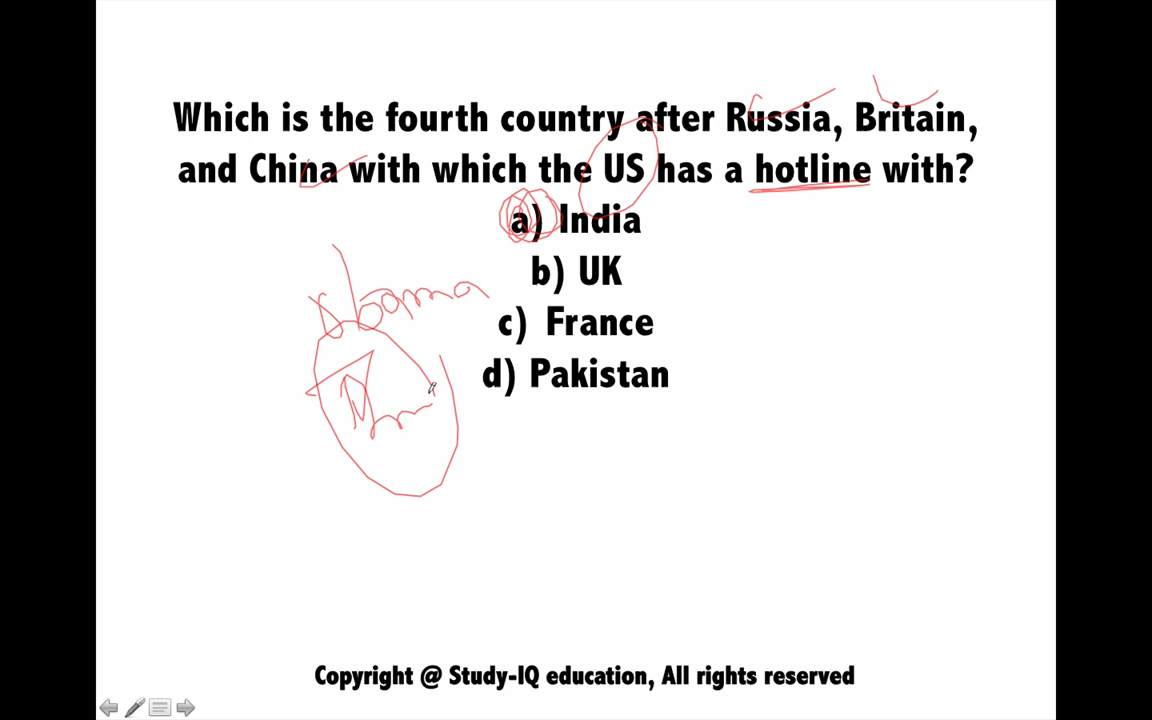 Which is the fourth country after Russia, Britain,
and China with which the US has a hotline with?
a) India
b) UK
c) France
d) Pakistan
obama
Copyright @ Study-IQ education, All rights reserved